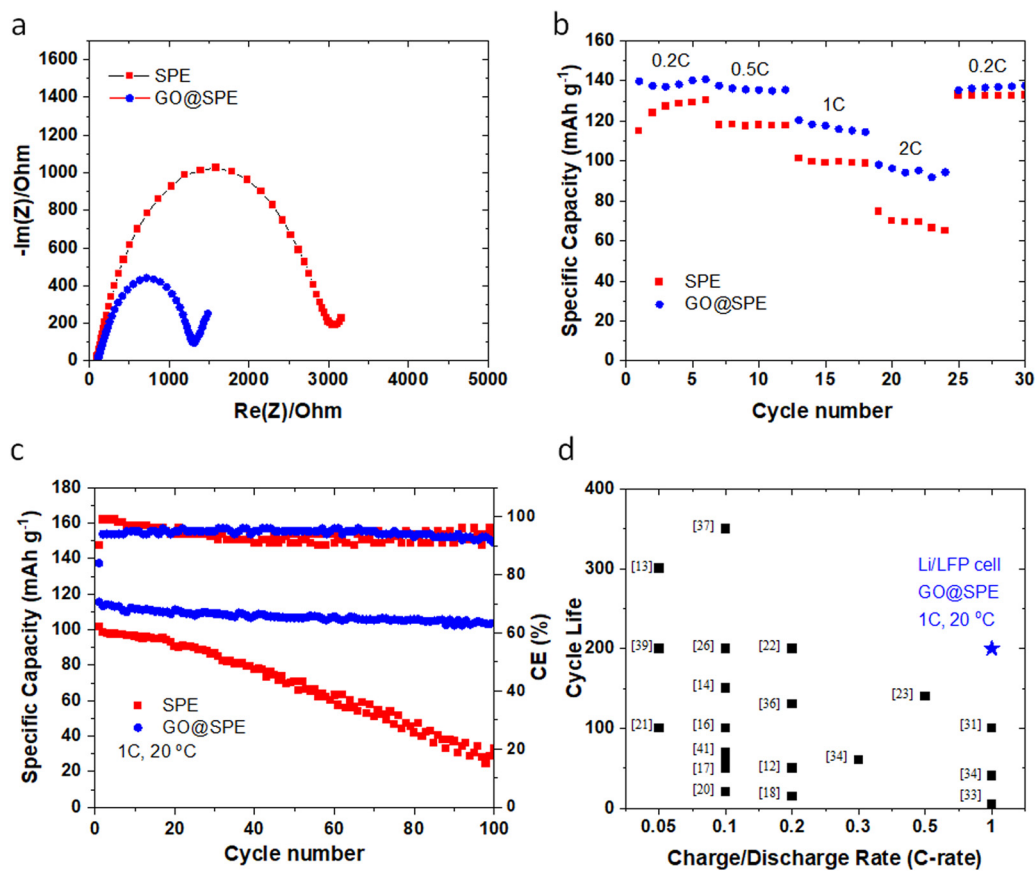 a
1600
1400
1200
1000
800
600
400
200
0
-Im(Z)/Ohm
SPE
GO@SPE
0 1000 2000 3000 4000 5000
Re(Z)/Ohm
b
160
140
120
100
80
60
40
20
0
Specific Capacity (mAh g-1)
0.2C
0.5C
1C
2C
0.2C
SPE
GO@SPE
0 5 10 15 20 25 30
Cycle number
c
180
160
140
120
100
80
60
40
20
0
Specific Capacity (mAh g-1)
100
80
60
40
20
0
CE (%)
SPE
GO@SPE
1C, 20 ºC
0 20 40 60 80 100
Cycle number
d
400
300
200
100
0
Cycle Life
[37]
[13]
[39] [26] [22]
[14]
[36] [23]
[21] [16] [31]
[41]
[17] [12] [34]
[34]
[20] [18] [33]
Li/LFP cell
GO@SPE
1C, 20 ºC
0.05 0.1 0.2 0.3 0.5 1
Charge/Discharge Rate (C-rate)